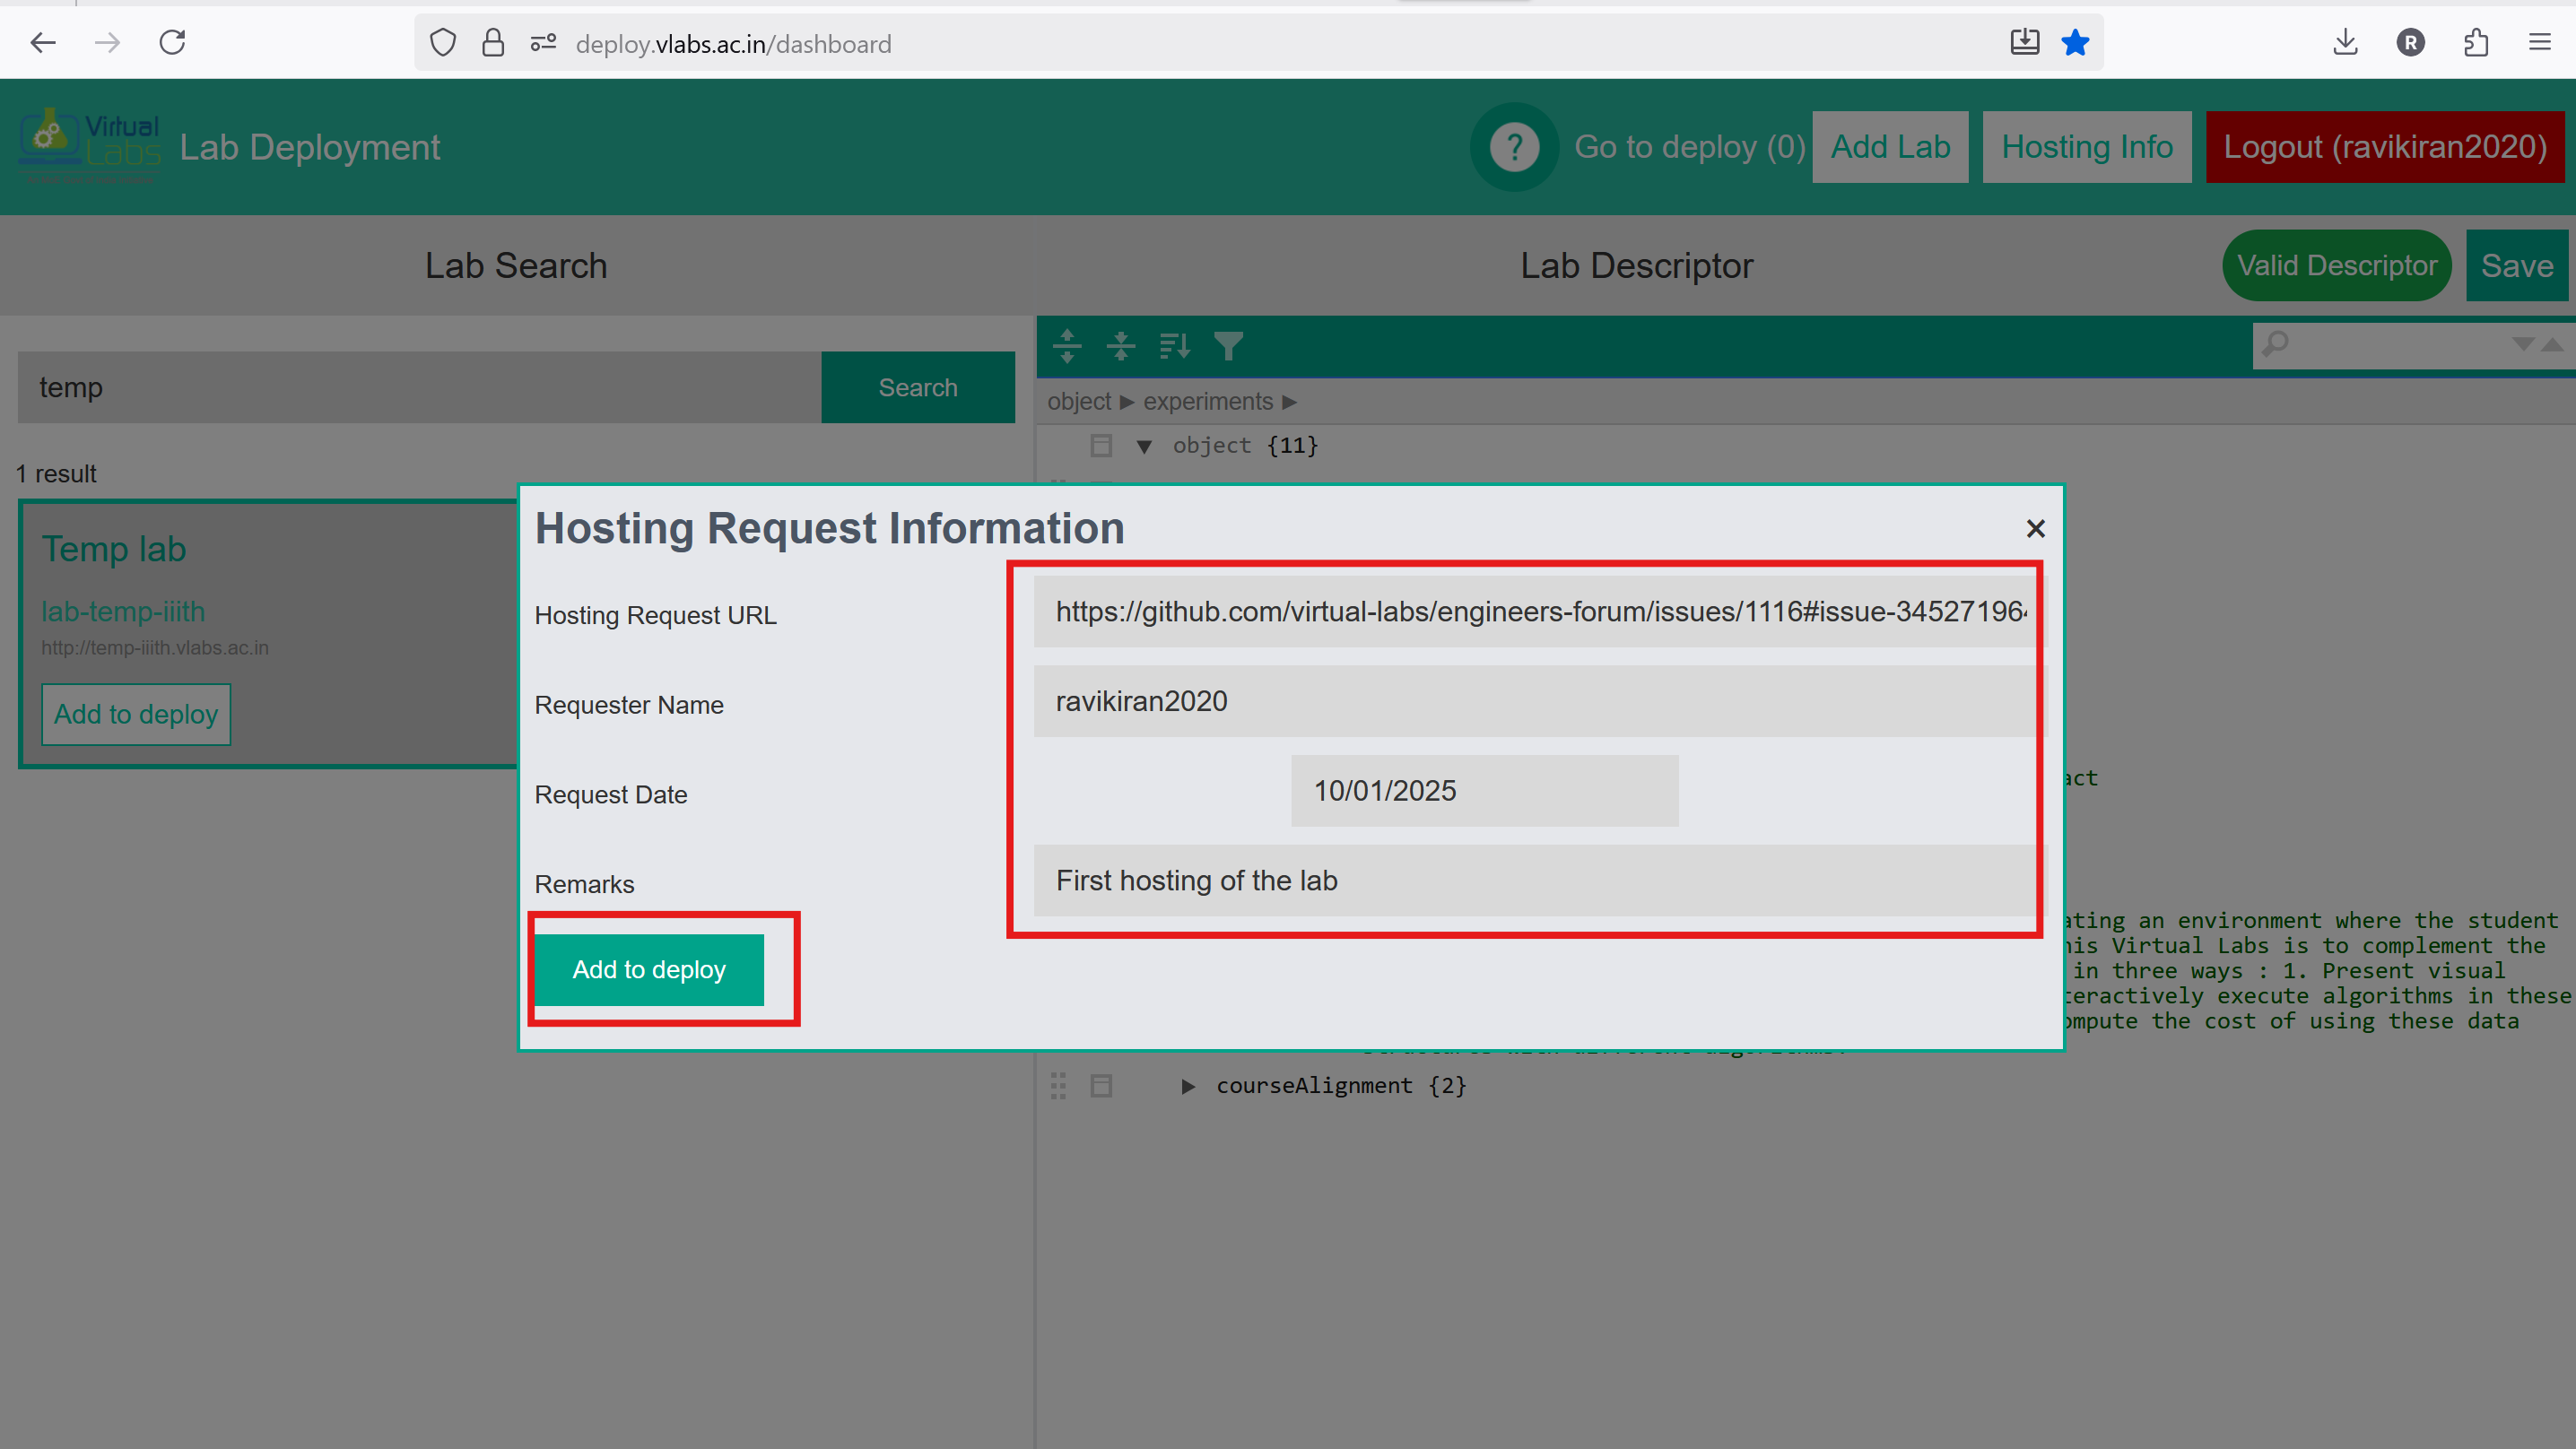 deploy.vlabs.ac.in/dashboard
R
Virtual
Labs
Lab Deployment
?
Go to deploy (0)
Add Lab
Hosting Info
Logout (ravikiran2020)
Lab Search
Lab Descriptor
Valid Descriptor
Save
temp
Search
object ► experiments ►
object {11}
1 result
Temp lab
lab-temp-iiith
http://temp-iiith.vlabs.ac.in
Add to deploy
Hosting Request Information
×
Hosting Request URL
https://github.com/virtual-labs/engineers-forum/issues/1116#issue-345271964
Requester Name
ravikiran2020
Request Date
10/01/2025
Remarks
First hosting of the lab
Add to deploy
act
ating an environment where the student
his Virtual Labs is to complement the
in three ways : 1. Present visual
teractively execute algorithms in these
ompute the cost of using these data
courseAlignment {2}